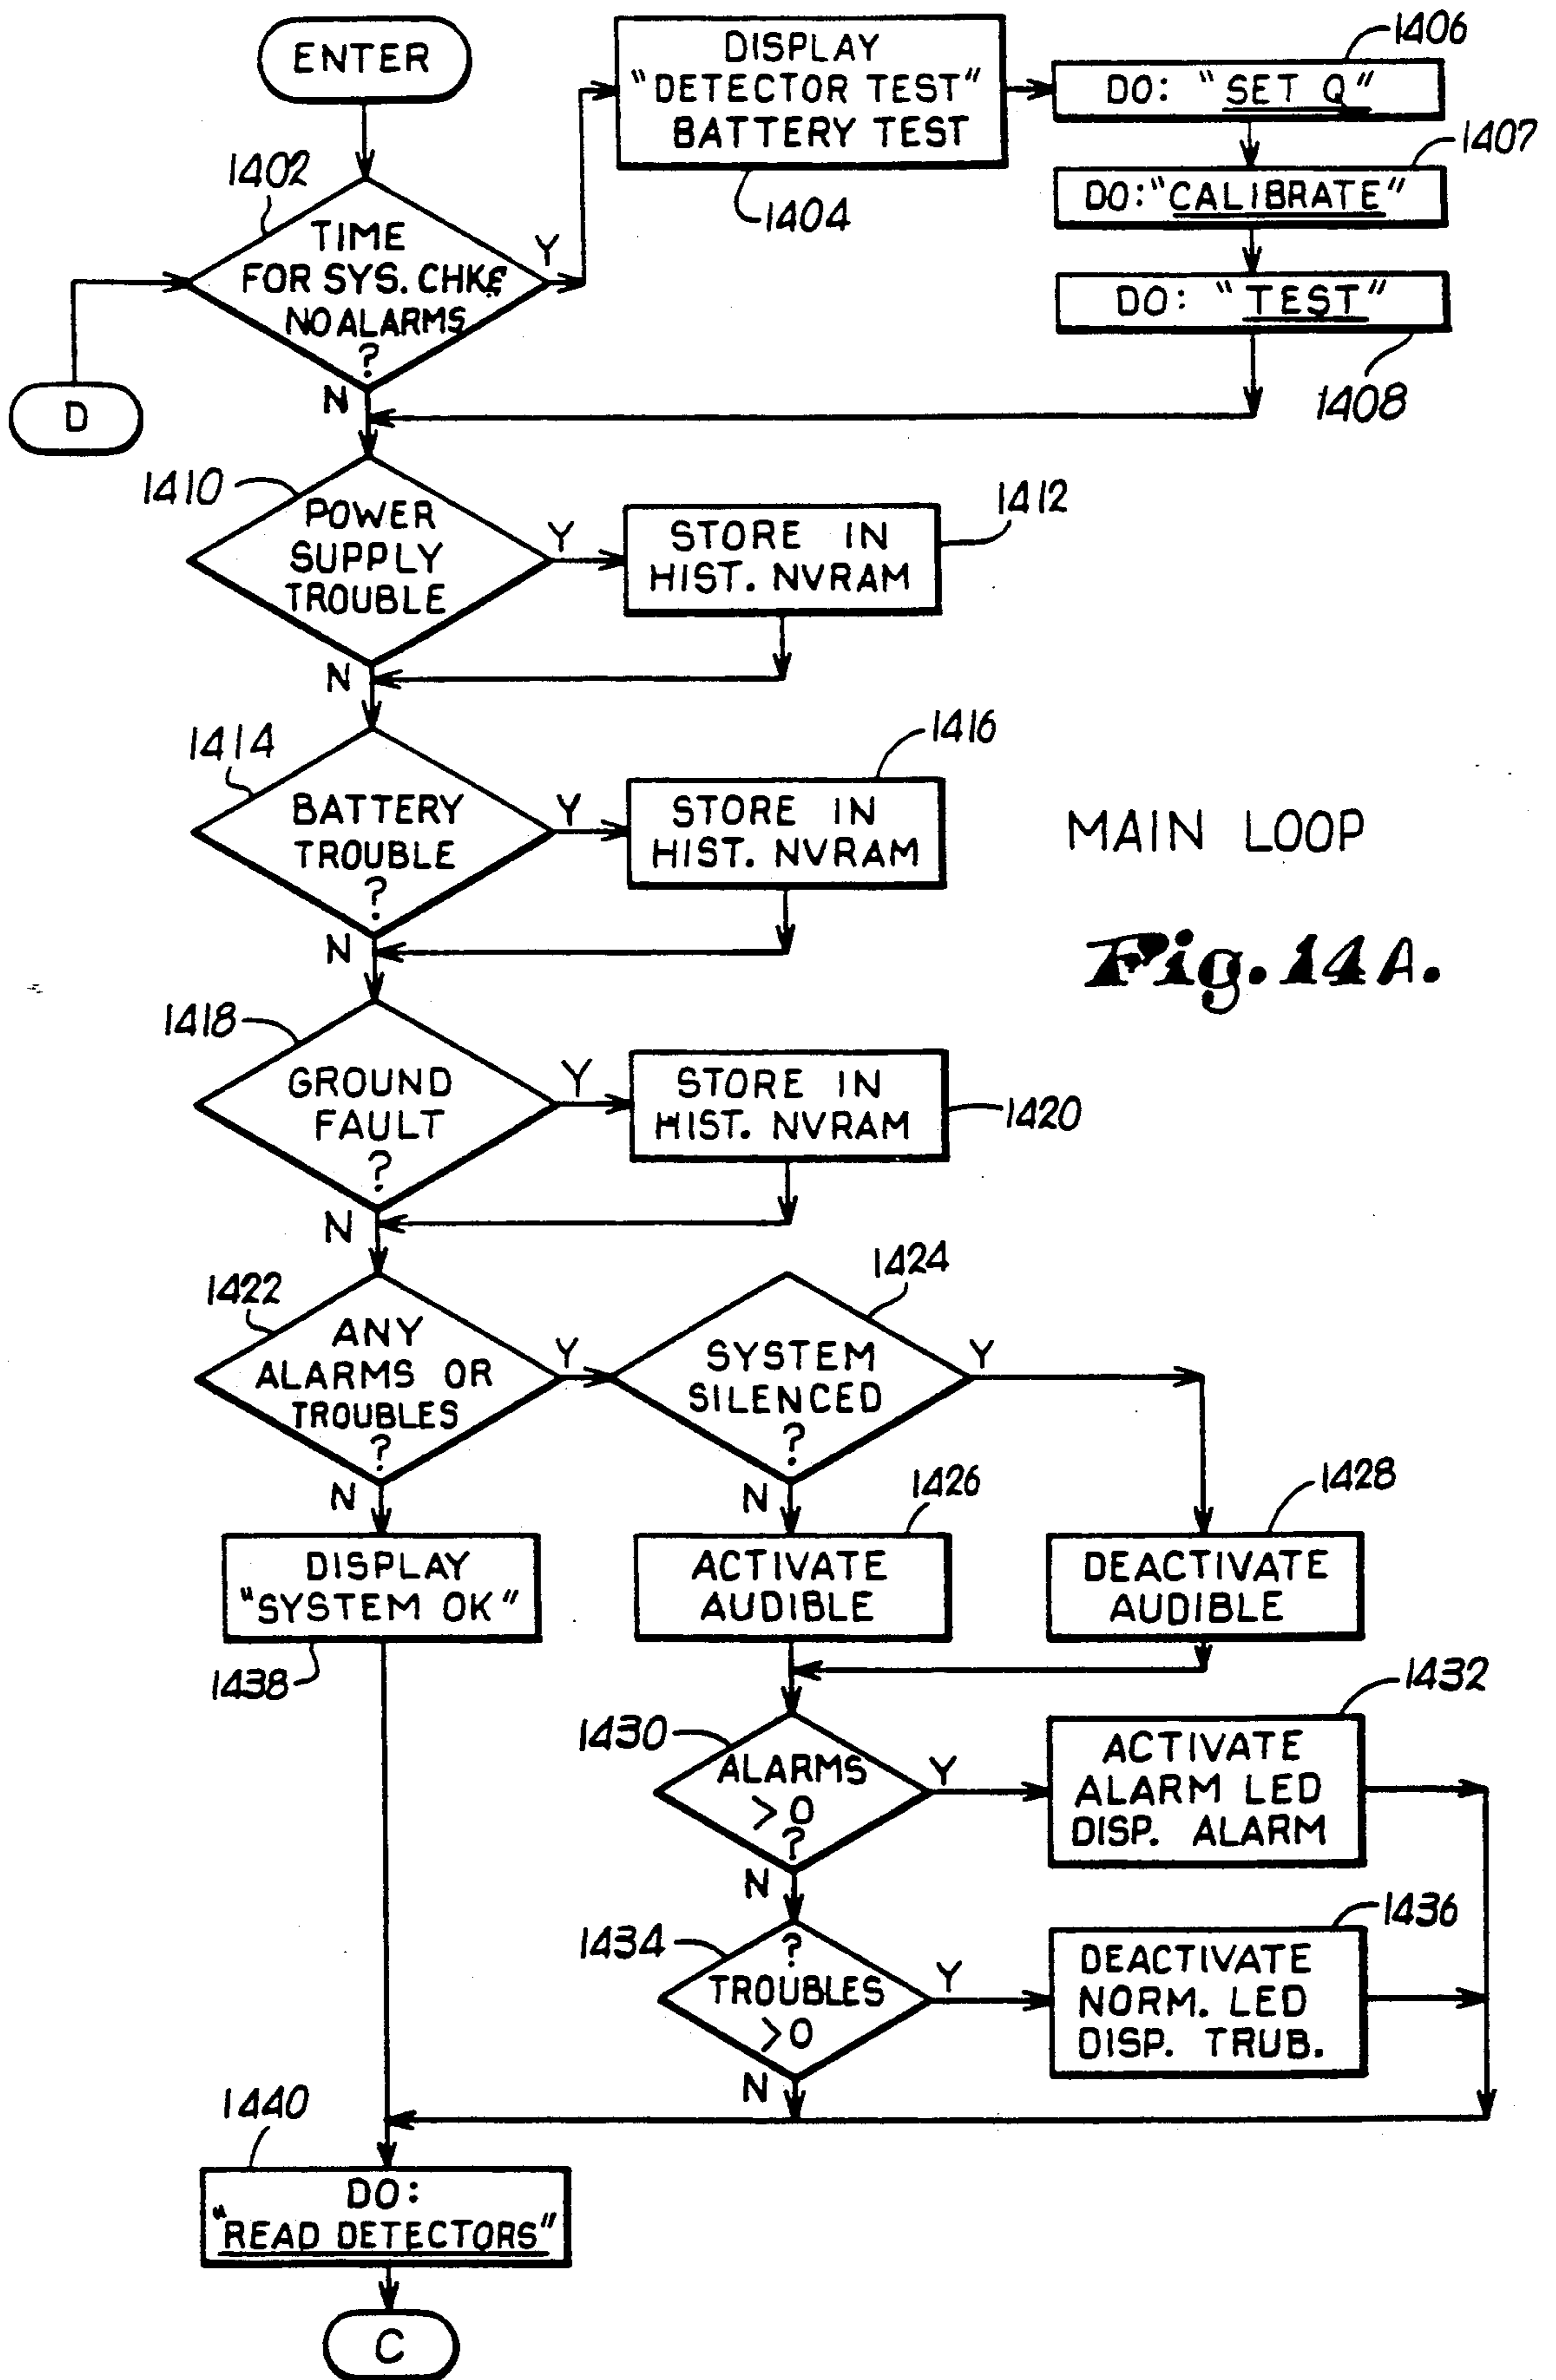 ENTER
DISPLAY
"DETECTOR TEST"
BATTERY TEST
1404
1406
DO: "SET Q"
1407
DO: "CALIBRATE"
DO: "TEST"
1408
1402
TIME
FOR SYS. CHK &
NO ALARMS
?
Y
N
D
1410
POWER
SUPPLY
TROUBLE
Y
N
STORE IN
HIST. NVRAM
1412
1414
BATTERY
TROUBLE
?
Y
N
STORE IN
HIST. NVRAM
1416
MAIN LOOP
Fig. 14A.
1418
GROUND
FAULT
?
Y
N
STORE IN
HIST. NVRAM
1420
1422
ANY
ALARMS OR
TROUBLES
?
Y
N
1424
SYSTEM
SILENCED
?
Y
N
DISPLAY
"SYSTEM OK"
1438
1426
ACTIVATE
AUDIBLE
1428
DEACTIVATE
AUDIBLE
1430
ALARMS
>0
?
Y
N
1432
ACTIVATE
ALARM LED
DISP. ALARM
1434
?
TROUBLES
>0
Y
N
1436
DEACTIVATE
NORM. LED
DISP. TRUB.
1440
DO:
"READ DETECTORS"
C